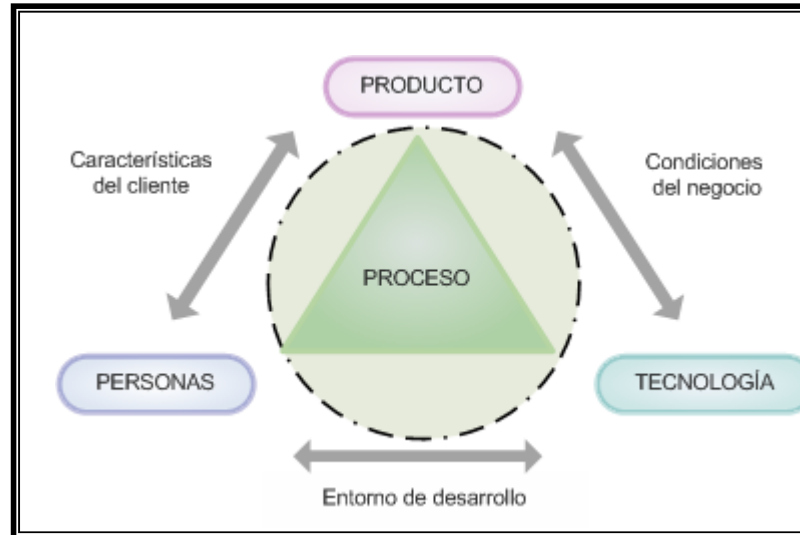 PRODUCTO
Características
del cliente
Condiciones
del negocio
PROCESO
PERSONAS
TECNOLOGÍA
Entorno de desarrollo